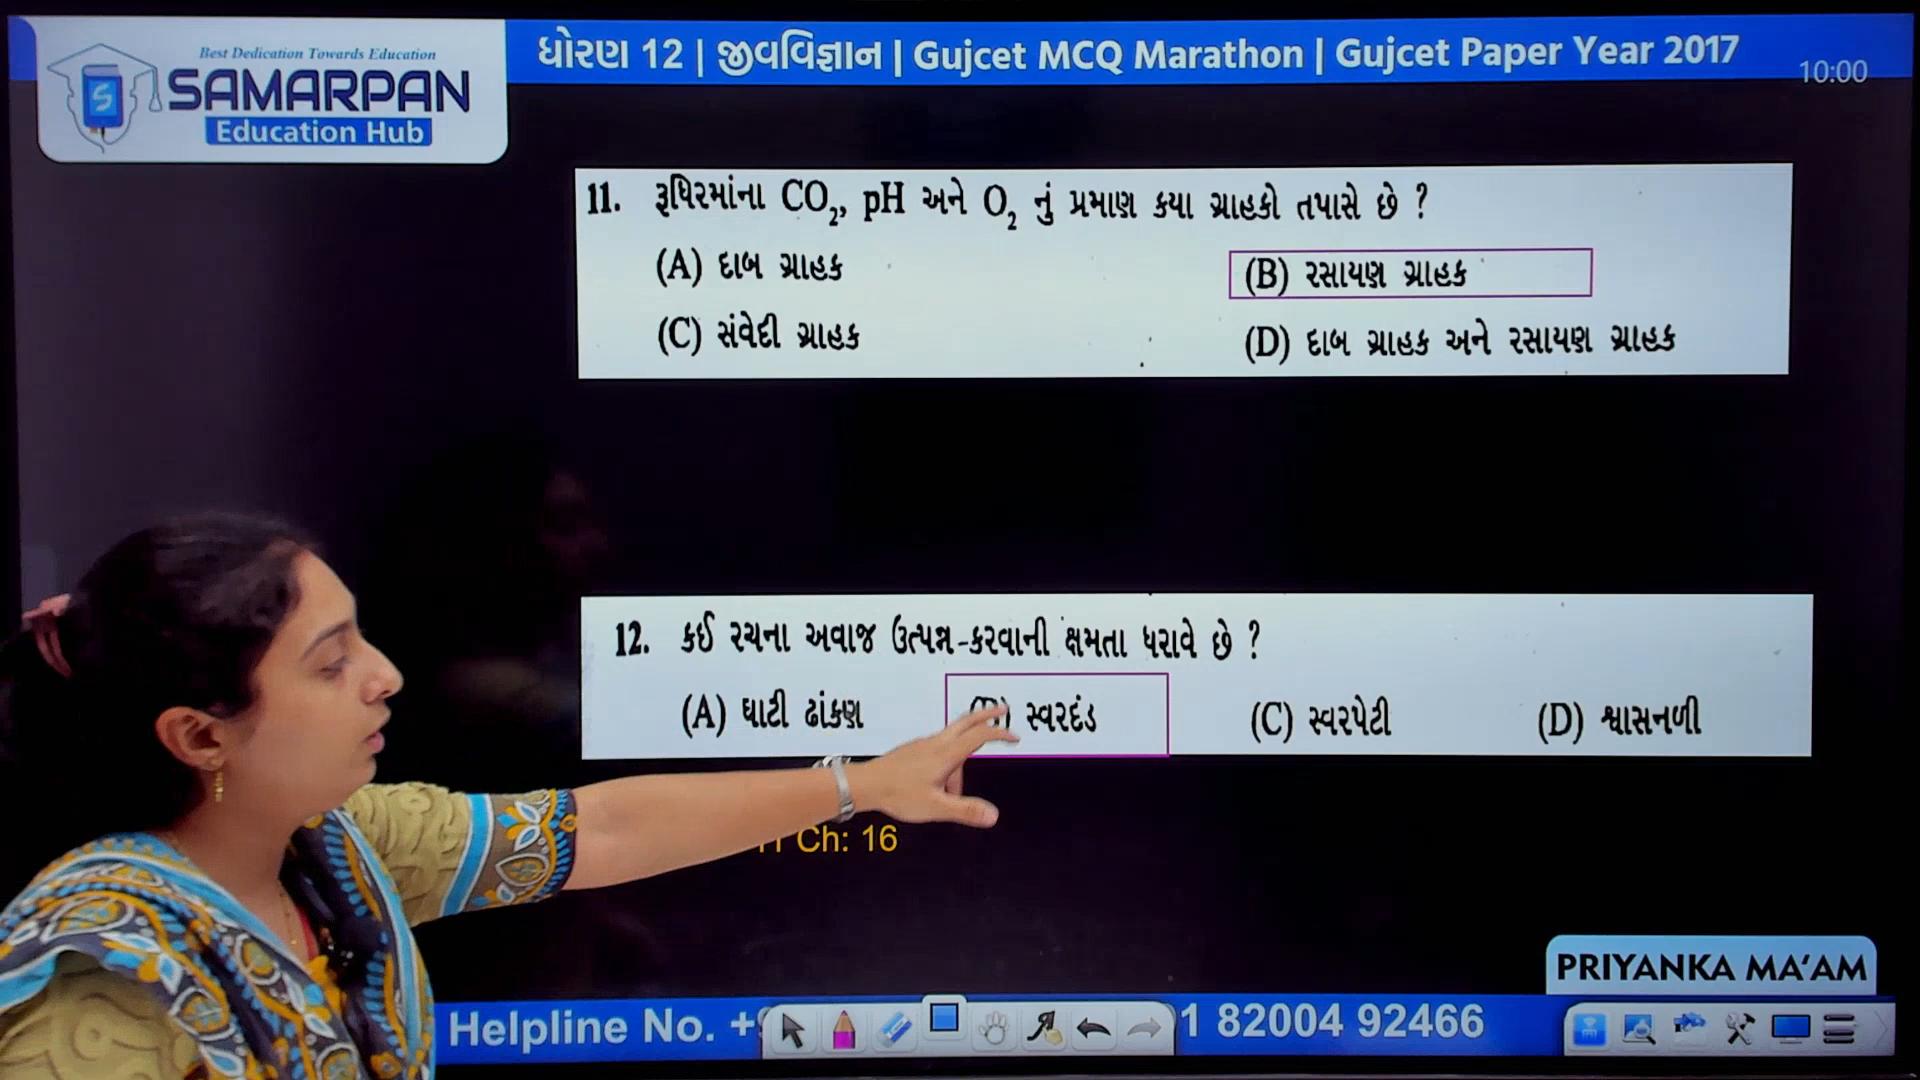 Best Dedication Towards Education
SAMARPAN
Education Hub
ધોરણ 12 | જીવવિજ્ઞાન | Gujcet MCQ Marathon | Gujcet Paper Year 2017
10:00
11. રૂધિરમાંના CO₂, pH અને O₂ નું પ્રમાણ કયા ગ્રાહકો તપાસે છે ?
(A) દાબ ગ્રાહક (B) રસાયણ ગ્રાહક
(C) સંવેદી ગ્રાહક (D) દાબ ગ્રાહક અને રસાયણ ગ્રાહક
12. કઈ રચના અવાજ ઉત્પન્ન-કરવાની ક્ષમતા ધરાવે છે ?
(A) ઘાટી ઢાંકણ (B) સ્વરદંડ (C) સ્વરપેટી (D) શ્વાસનળી
Ch: 16
PRIYANKA MA'AM
Helpline No. + 1 82004 92466